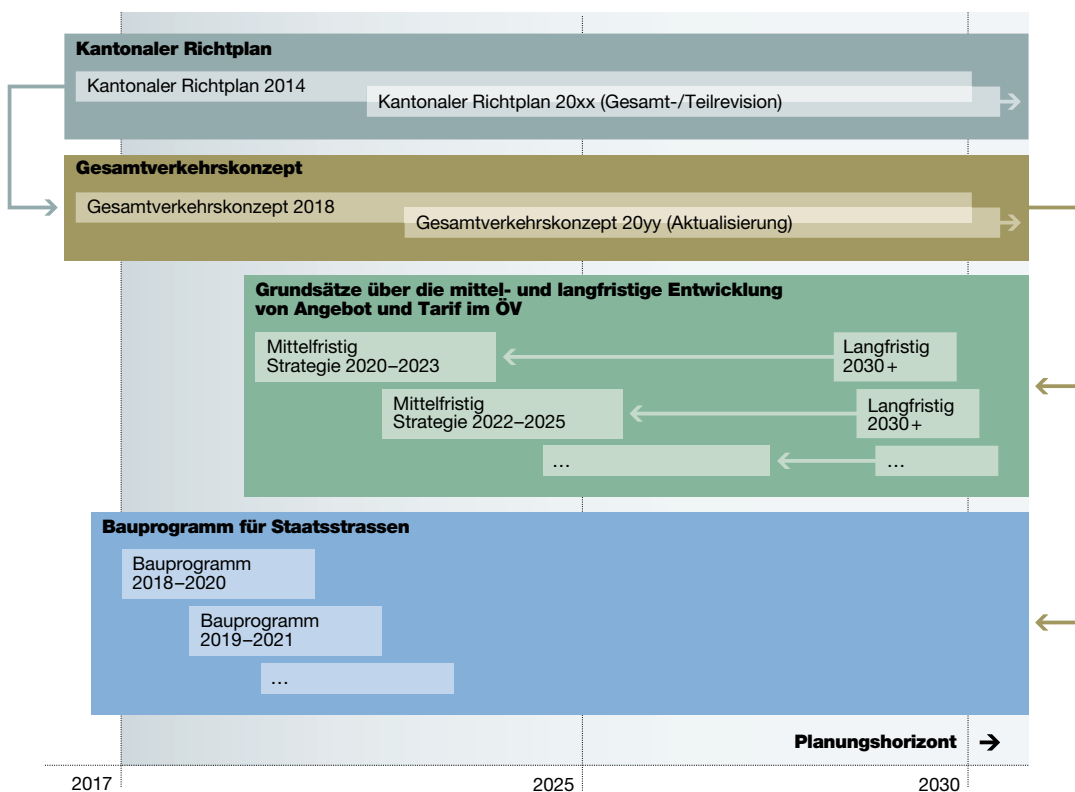 Kantonaler Richtplan
Kantonaler Richtplan 2014
Kantonaler Richtplan 20xx (Gesamt-/Teilrevision)
Gesamtverkehrskonzept
Gesamtverkehrskonzept 2018
Gesamtverkehrskonzept 20yy (Aktualisierung)
Grundsätze über die mittel- und langfristige Entwicklung
von Angebot und Tarif im ÖV
Mittelfristig
Strategie 2020–2023
Langfristig
2030+
Mittelfristig
Strategie 2022–2025
Langfristig
2030+
...
...
Bauprogramm für Staatsstrassen
Bauprogramm
2018–2020
Bauprogramm
2019–2021
...
Planungshorizont
2017
2025
2030